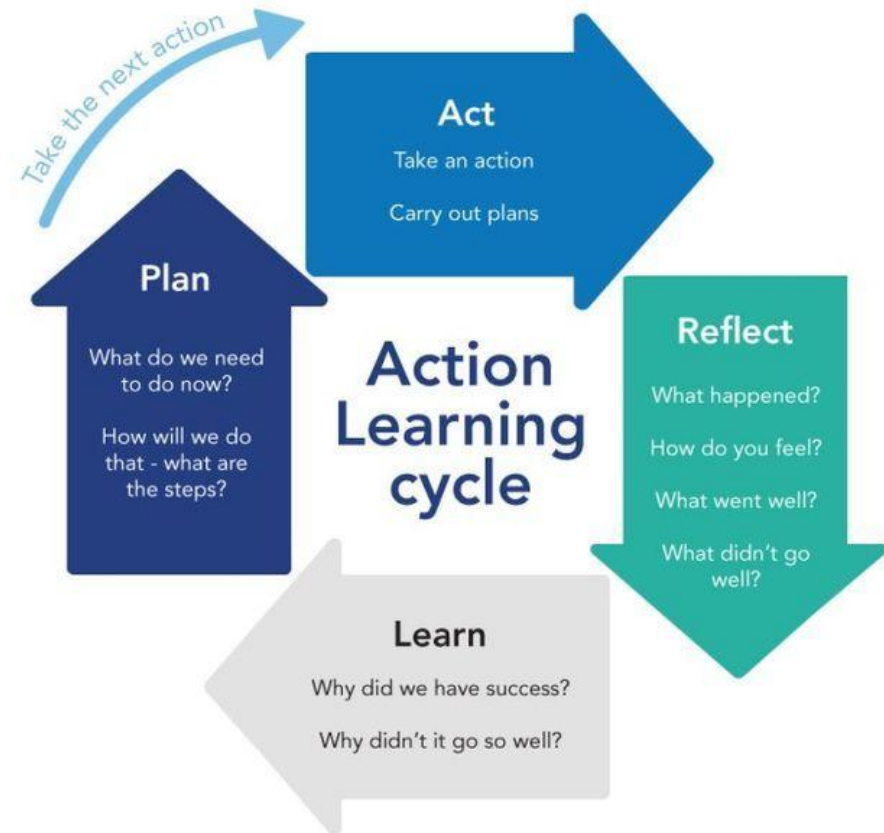 Take the next action
Act
Take an action
Carry out plans
Reflect
What happened?
How do you feel?
What went well?
What didn't go
well?
Learn
Why did we have success?
Why didn't it go so well?
Plan
What do we need
to do now?
How will we do
that - what are
the steps?
Action
Learning
cycle